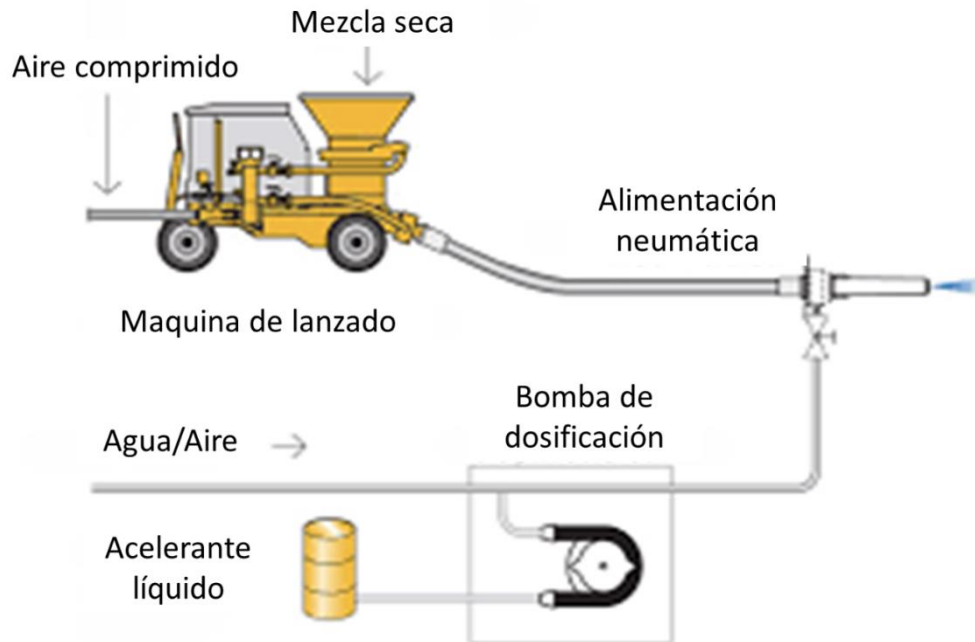 Mezcla seca
Aire comprimido
Alimentación
neumática
Maquina de lanzado
Bomba de
dosificación
Agua/Aire
Acelerante
líquido